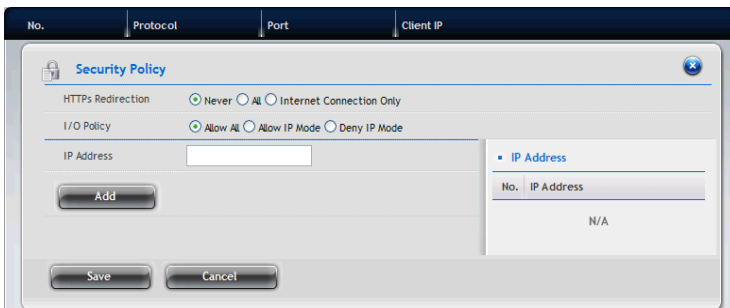 No. Protocol Port Client IP
Security Policy
HTTPs Redirection Never All Internet Connection Only
I/O Policy Allow All Allow IP Mode Deny IP Mode
IP Address
IP Address
No. IP Address
Add
N/A
Save Cancel